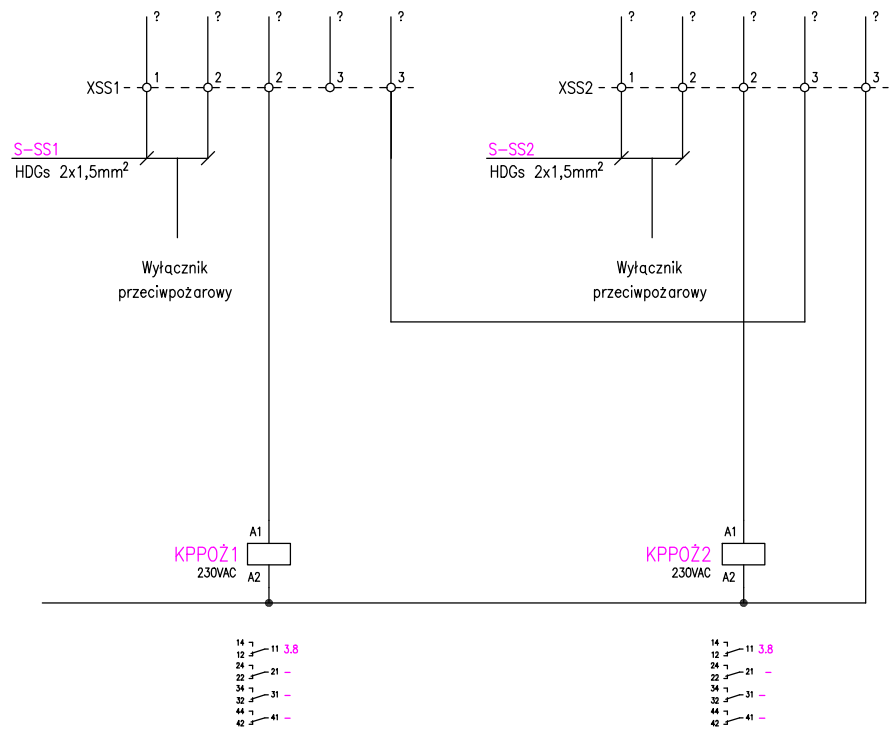 ? ? ? ? ? ? ? ? ? ?
XSS1 1 2 2 3 3 XSS2 1 2 2 3 3
S-SS1 S-SS2
HDGs 2x1,5mm² HDGs 2x1,5mm²
Wyłącznik Wyłącznik
przeciwpożarowy przeciwpożarowy
A1 A1
KPPOŻ1 KPPOŻ2
230VAC A2 230VAC A2
14 14
12 11 3.8 12 11 3.8
24 24
22 21 - 22 21 -
34 34
32 31 - 32 31 -
44 44
42 41 - 42 41 -